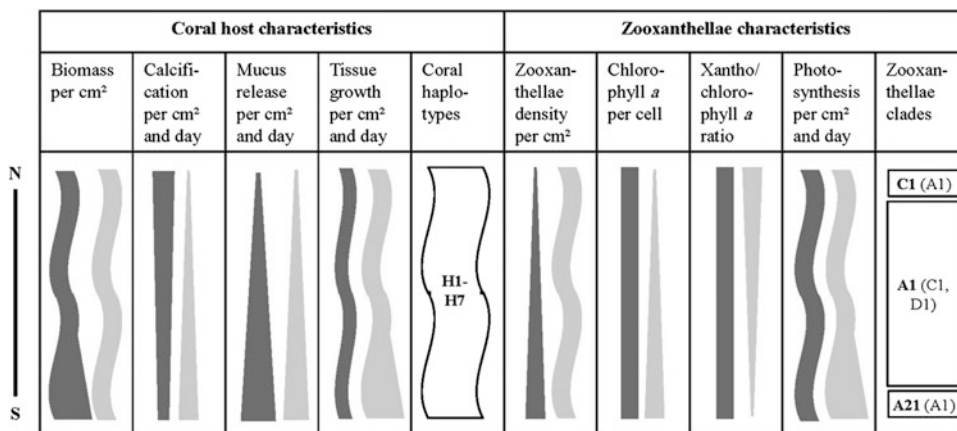 Coral host characteristics
Zooxanthellae characteristics
Biomass
per cm²
Calcifi-
cation
per cm²
and day
Mucus
release
per cm²
and day
Tissue
growth
per cm²
and day
Coral
haplo-
types
Zooxan-
thellae
density
per cm²
Chloro-
phyll a
per cell
Xantho/
chloro-
phyll a
ratio
Photo-
synthesis
per cm²
and day
Zooxan-
thellae
clades
N
S
H1-
H7
C1 (A1)
A1 (C1,
D1)
A21 (A1)